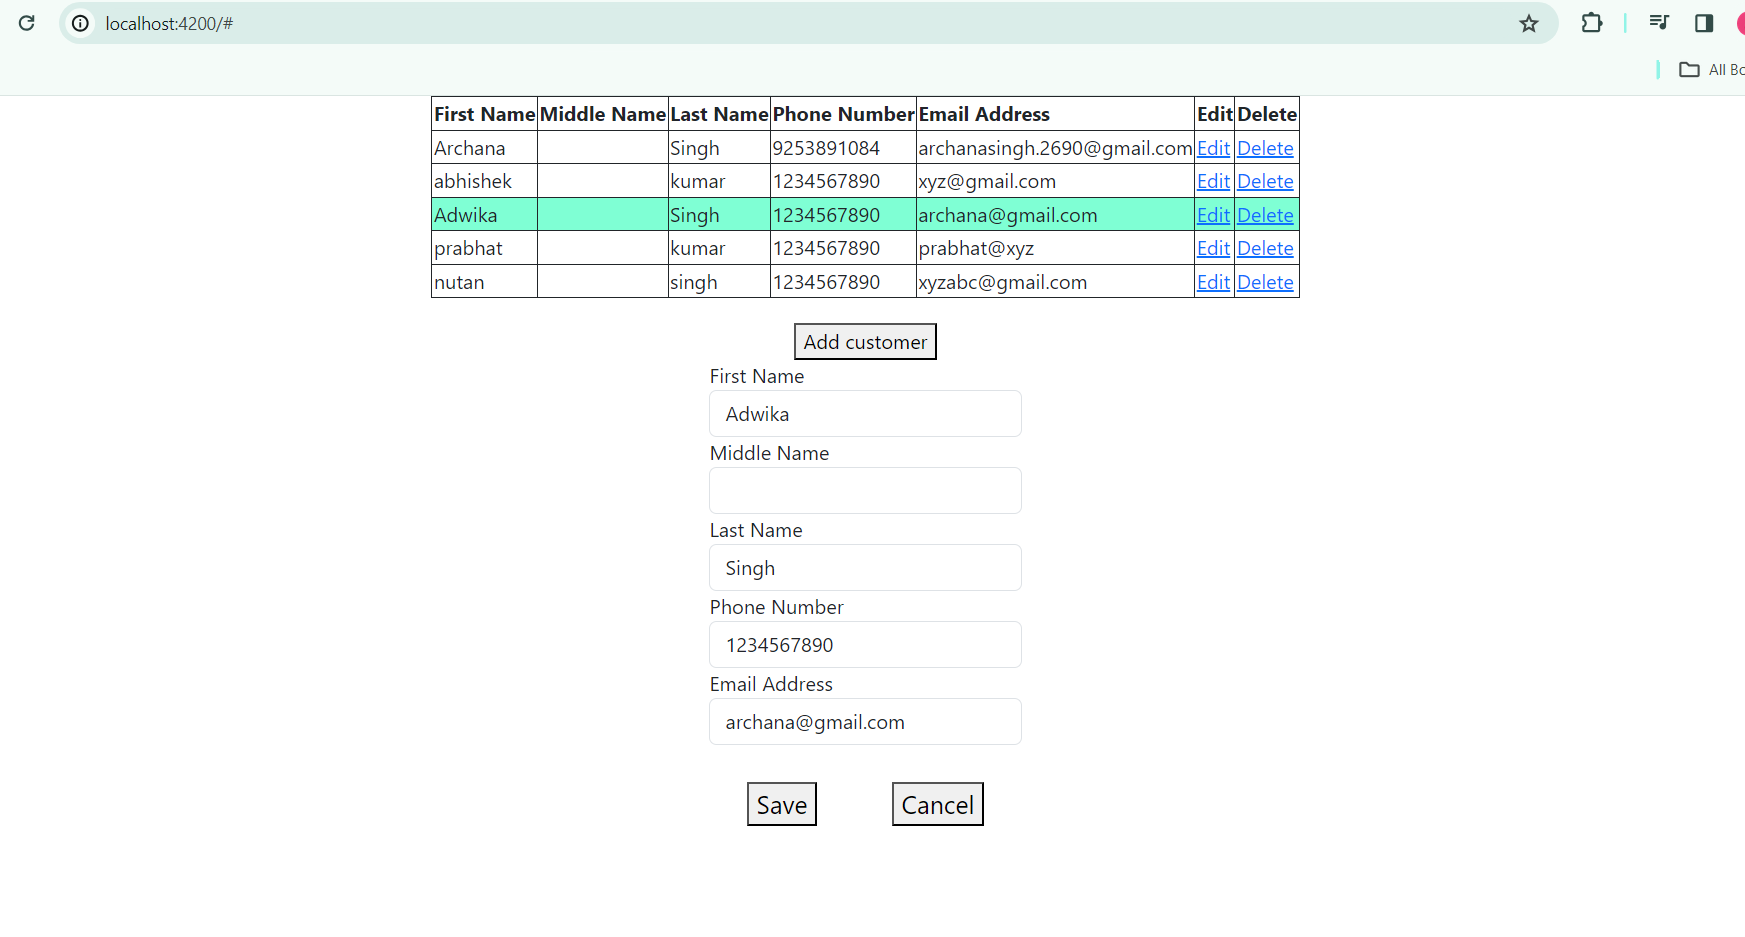 localhost:4200/#
All Bo
First Name Middle Name Last Name Phone Number Email Address Edit Delete
Archana Singh 9253891084 archanasingh.2690@gmail.com Edit Delete
abhishek kumar 1234567890 xyz@gmail.com Edit Delete
Adwika Singh 1234567890 archana@gmail.com Edit Delete
prabhat kumar 1234567890 prabhat@xyz Edit Delete
nutan singh 1234567890 xyzabc@gmail.com Edit Delete
Add customer
First Name
Adwika
Middle Name
Last Name
Singh
Phone Number
1234567890
Email Address
archana@gmail.com
Save Cancel